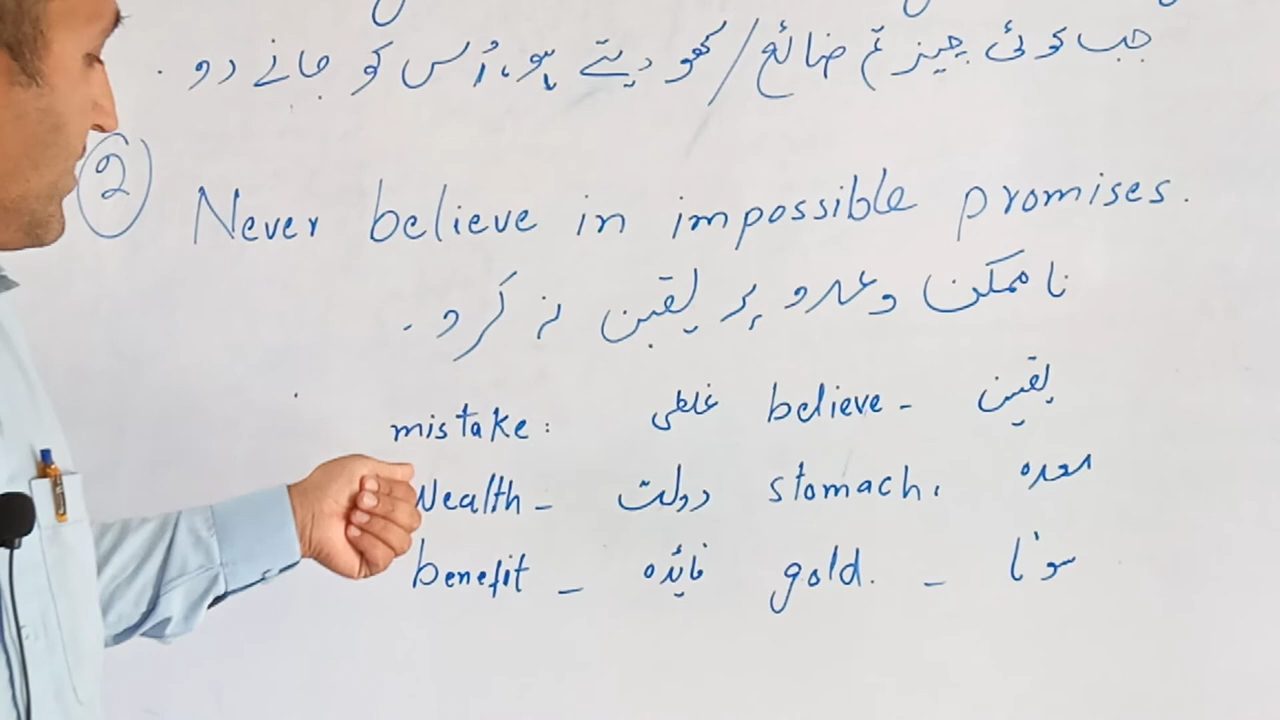 جب کوئی چیز تم ضائع/کھو دیتے ہو، اُس کو جانے دو .
2 Never believe in impossible promises.
ناممکن وعدو پر یقین نہ کرو .
mistake: غلطی believe - یقین
Wealth - دولت stomach, معدہ
benefit - فائدہ gold. - سونا